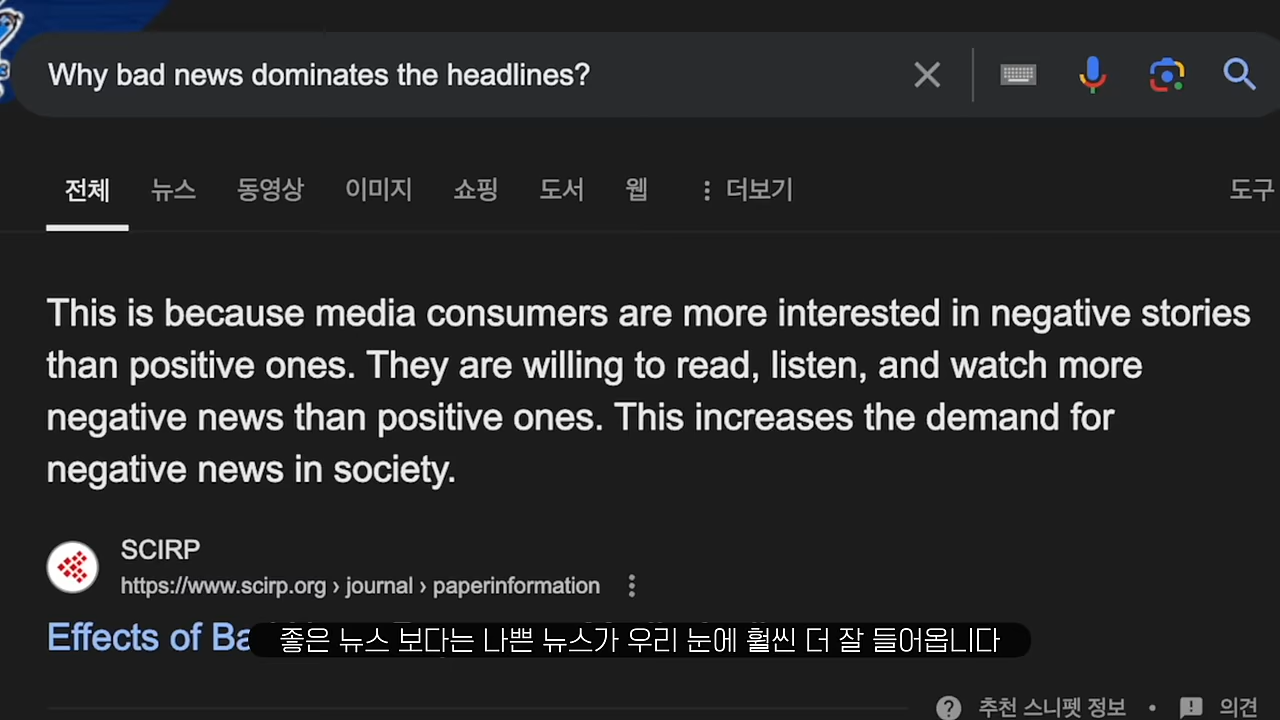 Why bad news dominates the headlines?
전체 뉴스 동영상 이미지 쇼핑 도서 웹 더보기 도구
This is because media consumers are more interested in negative stories
than positive ones. They are willing to read, listen, and watch more
negative news than positive ones. This increases the demand for
negative news in society.
SCIRP
https://www.scirp.org › journal › paperinformation
Effects of
좋은 뉴스 보다는 나쁜 뉴스가 우리 눈에 훨씬 더 잘 들어옵니다
추천 스니펫 정보 • 의견